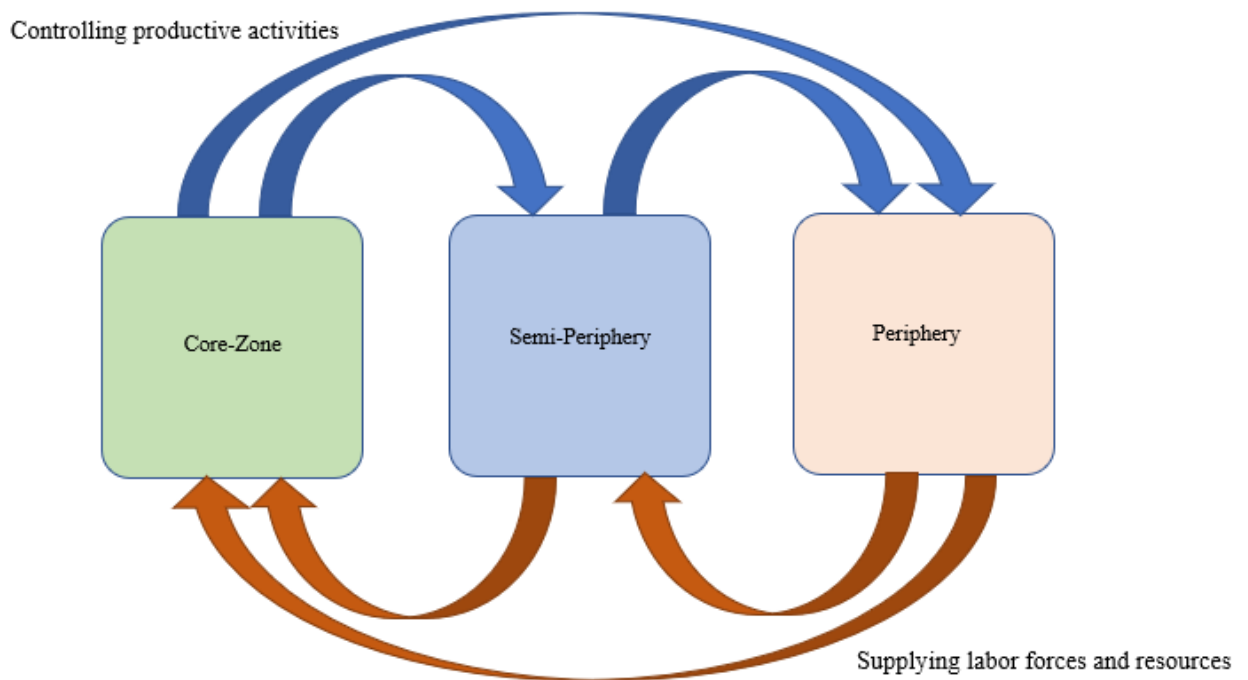 Controlling productive activities
Core-Zone
Semi-Periphery
Periphery
Supplying labor forces and resources